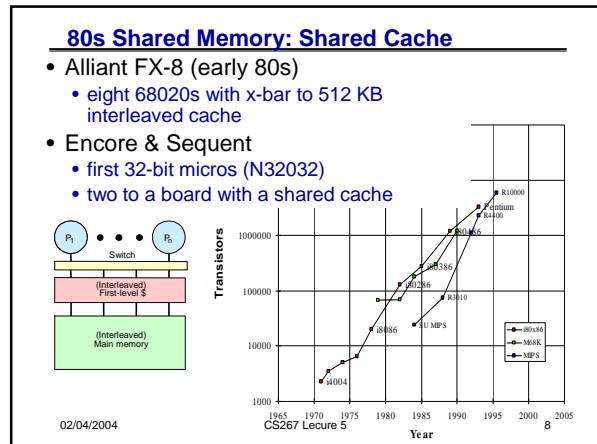 80s Shared Memory: Shared Cache
• Alliant FX-8 (early 80s)
• eight 68020s with x-bar to 512 KB
interleaved cache
• Encore & Sequent
• first 32-bit micros (N32032)
• two to a board with a shared cache
P1
Pn
Switch
(Interleaved)
First-level $
(Interleaved)
Main memory
Transistors
1000000
100000
10000
1000
R10000
Pentium
R4400
i80486
i80386
i80286
R3010
i8086
SU MIPS
i4004
i80x86
M68K
MIPS
1965 1970 1975 1980 1985 1990 1995 2000 2005
Year
02/04/2004
CS267 Lecure 5
8